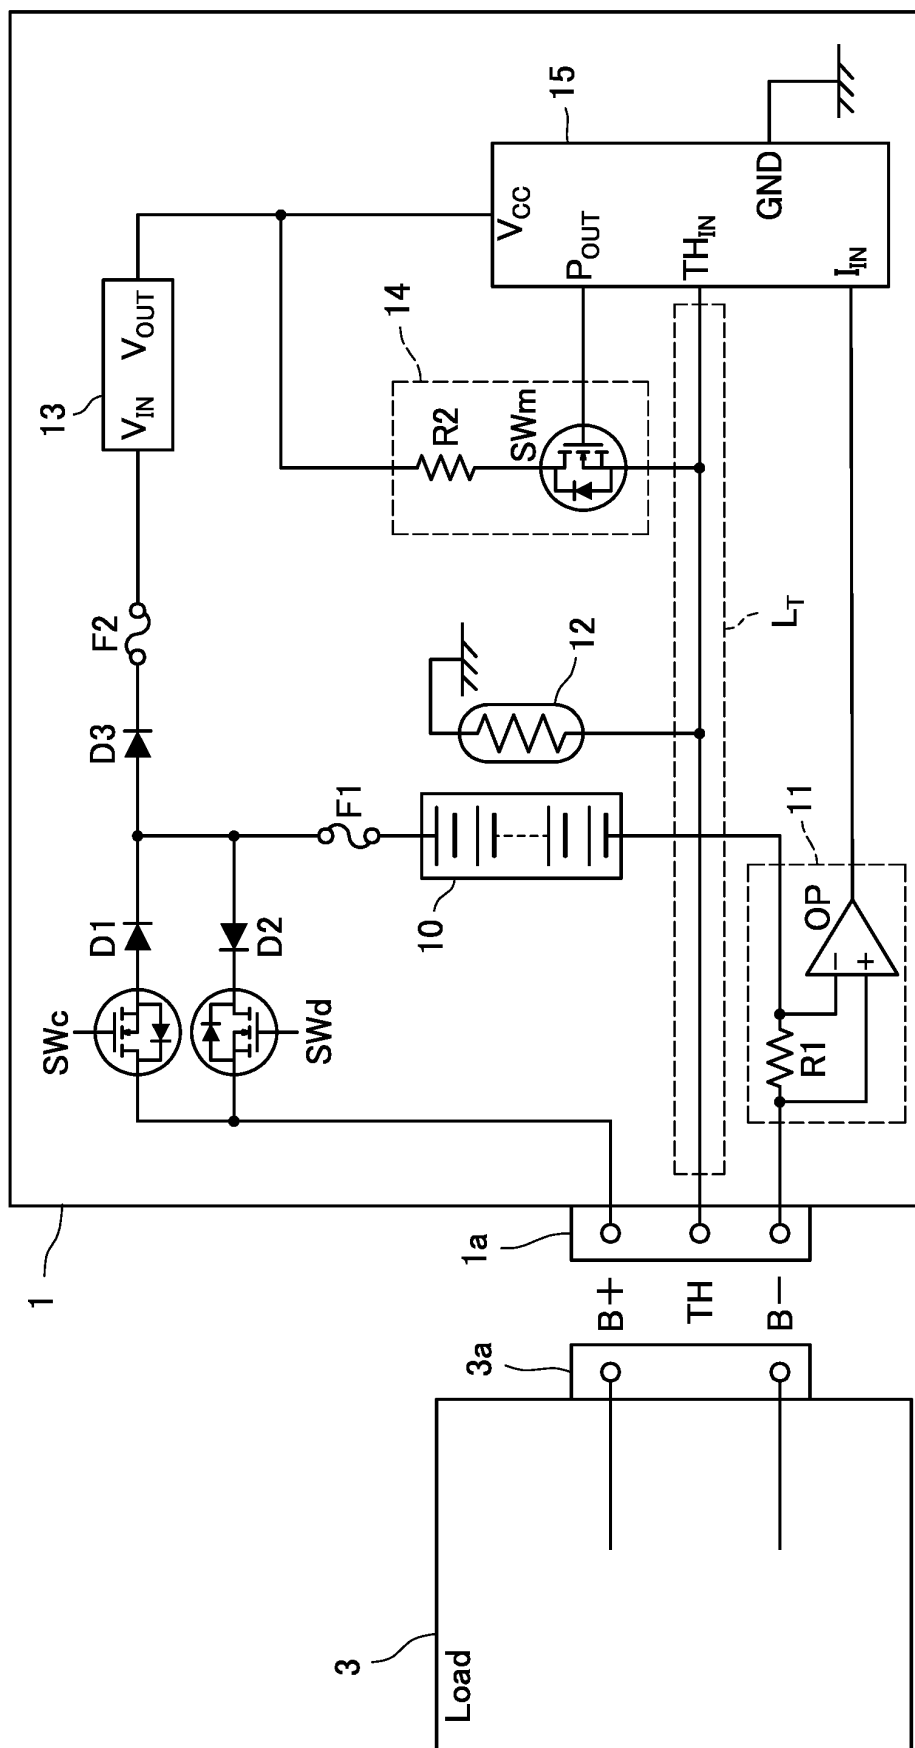 1
SWc
D1
D3
F2
13
V_IN
V_OUT
SWd
D2
F1
10
12
14
R2
SWm
15
V_CC
P_OUT
TH_IN
GND
I_IN
L_T
11
OP
−
+
R1
1a
B+
TH
B−
3a
3
Load